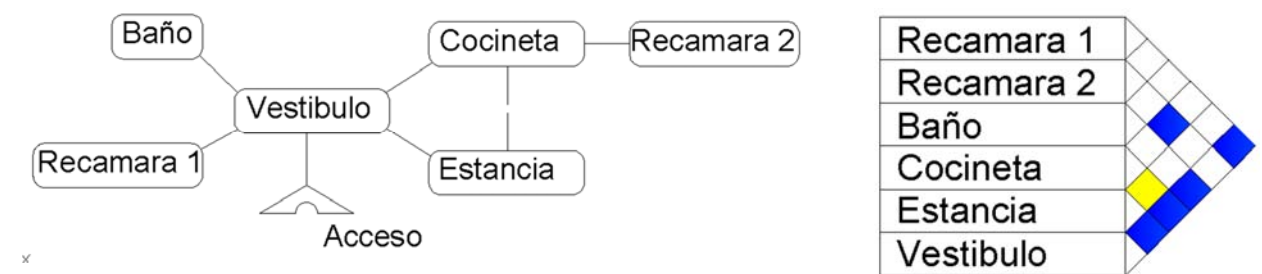 Baño
Cocineta
Recamara 2
Vestibulo
Recamara 1
Estancia
Acceso
x
Recamara 1
Recamara 2
Baño
Cocineta
Estancia
Vestibulo